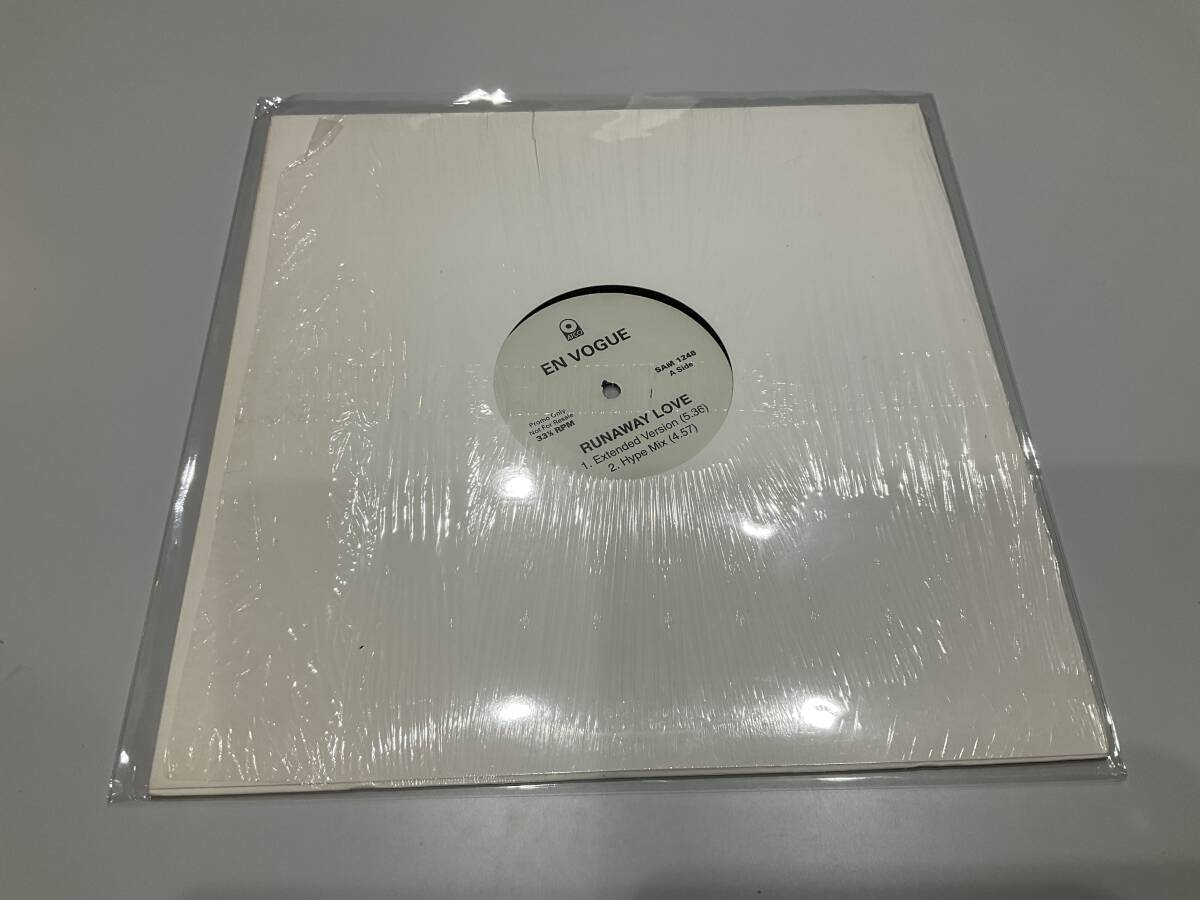 ATCO
EN VOGUE
SAM 1248
A Side
Promo Only
Not For Resale
33⅓ RPM
RUNAWAY LOVE
1. Extended Version (5.36)
2. Hype Mix (4.57)